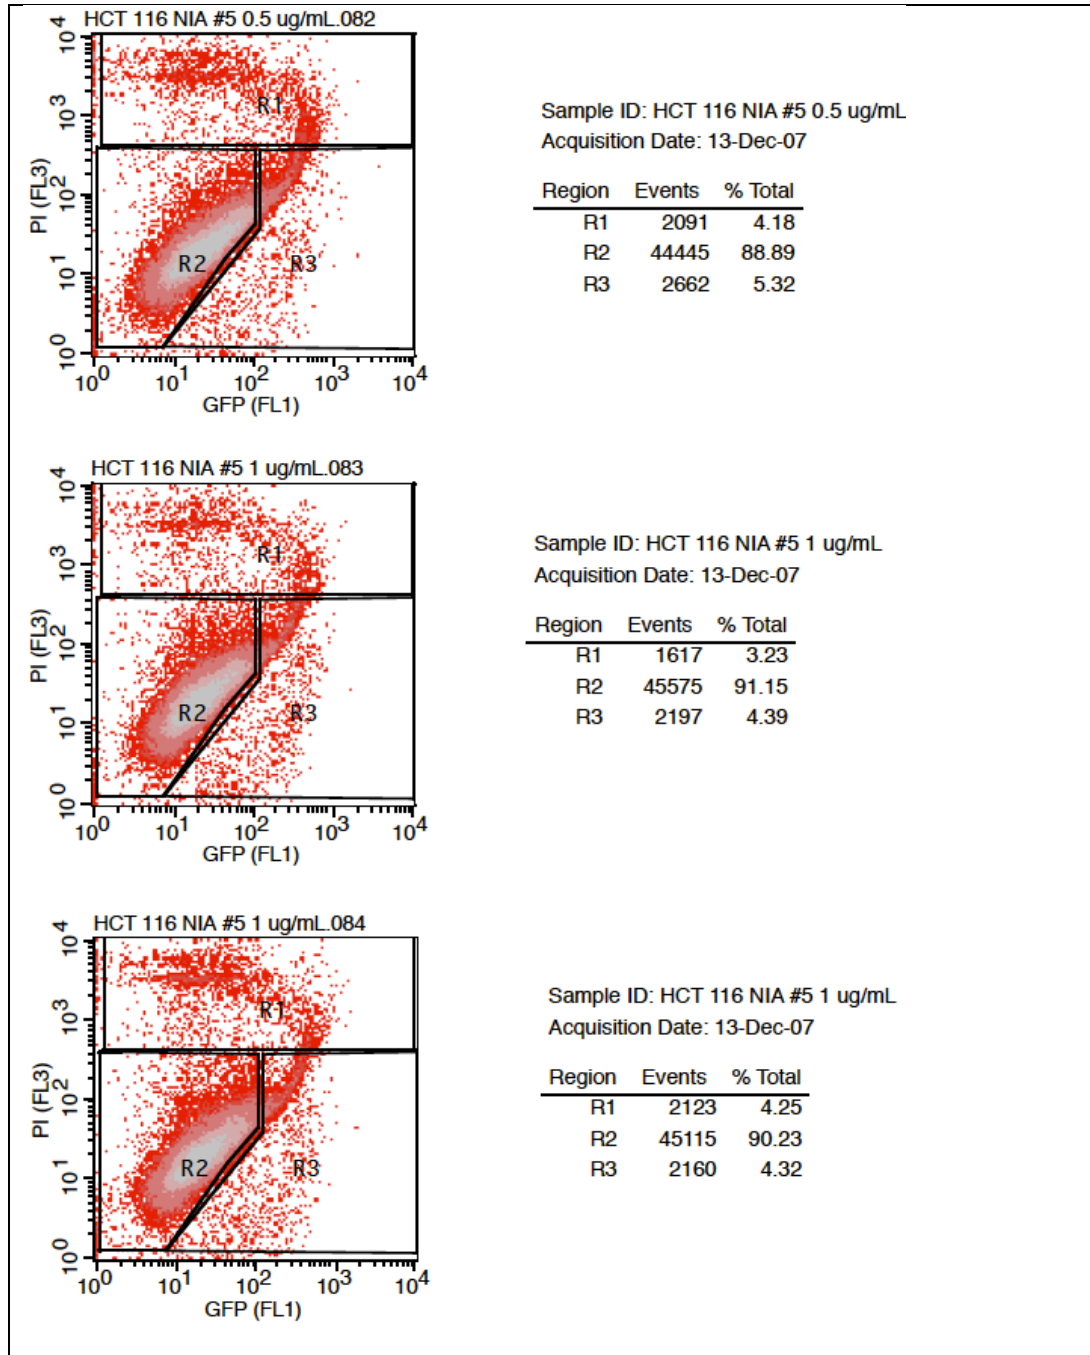 HCT 116 NIA #5 0.5 ug/mL.082
10^4
10^3
10^2
10^1
10^0
PI (FL3)
R1
R2
R3
10^0 10^1 10^2 10^3 10^4
GFP (FL1)
Sample ID: HCT 116 NIA #5 0.5 ug/mL
Acquisition Date: 13-Dec-07
Region Events % Total
R1 2091 4.18
R2 44445 88.89
R3 2662 5.32
HCT 116 NIA #5 1 ug/mL.083
10^4
10^3
10^2
10^1
10^0
PI (FL3)
R1
R2
R3
10^0 10^1 10^2 10^3 10^4
GFP (FL1)
Sample ID: HCT 116 NIA #5 1 ug/mL
Acquisition Date: 13-Dec-07
Region Events % Total
R1 1617 3.23
R2 45575 91.15
R3 2197 4.39
HCT 116 NIA #5 1 ug/mL.084
10^4
10^3
10^2
10^1
10^0
PI (FL3)
R1
R2
R3
10^0 10^1 10^2 10^3 10^4
GFP (FL1)
Sample ID: HCT 116 NIA #5 1 ug/mL
Acquisition Date: 13-Dec-07
Region Events % Total
R1 2123 4.25
R2 45115 90.23
R3 2160 4.32